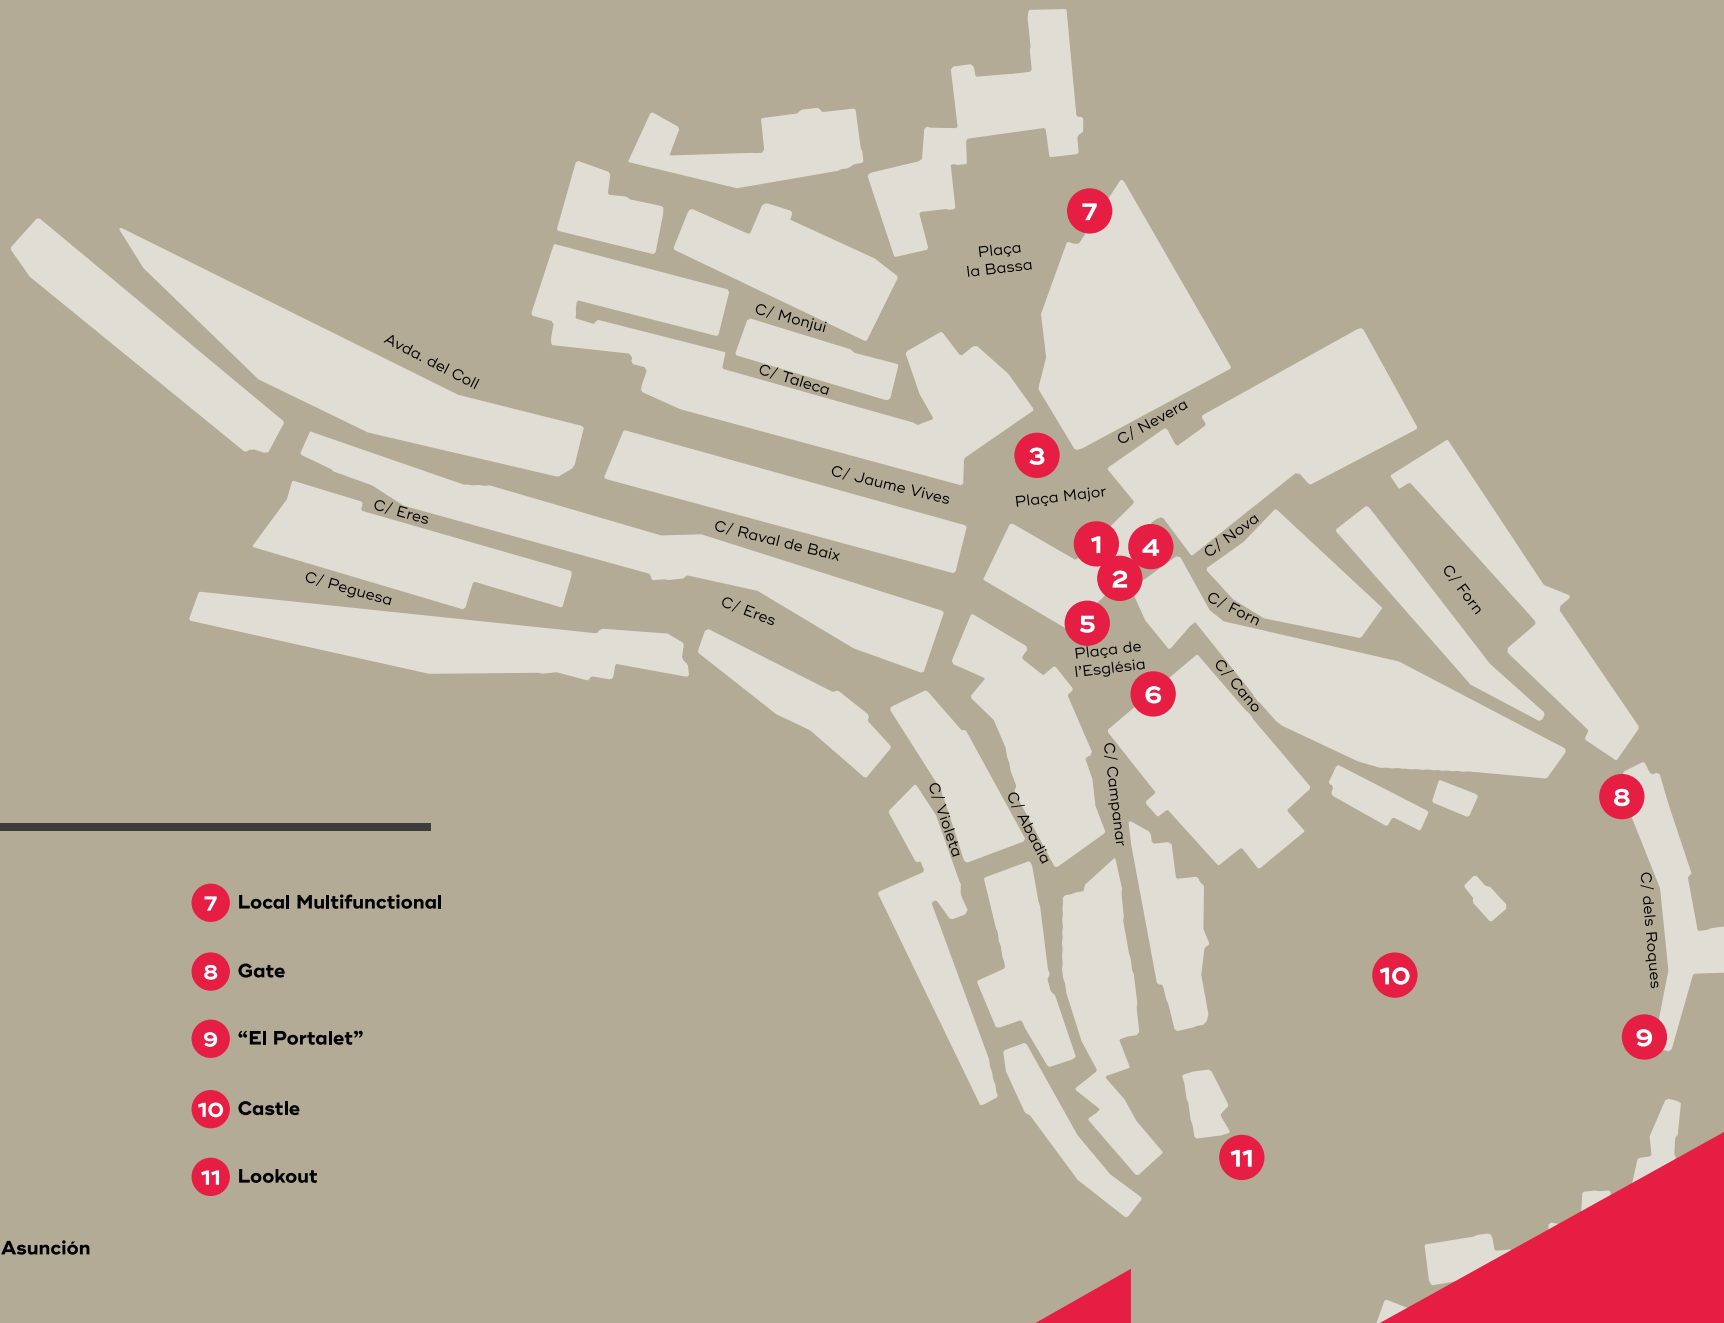 7
Plaça
la Bassa
C/ Monjui
Avda. del Coll
C/ Taleca
C/ Nevera
3
C/ Jaume Vives
Plaça Major
C/ Eres
C/ Raval de Baix
1
4
C/ Nova
2
C/ Peguesa
C/ Eres
C/ Forn
C/ Forn
5
Plaça de
l'Església
6
C/ Cano
C/ Campanar
C/ Violeta
C/ Abadia
8
C/ dels Roques
10
9
11
7 Local Multifunctional
8 Gate
9 “El Portalet”
10 Castle
11 Lookout
Asunción